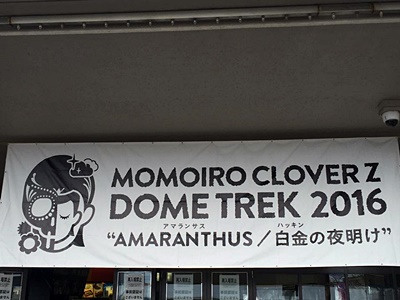 MOMOIRO CLOVER Z
DOME TREK 2016
アマランサス ハッキン
"AMARANTHUS／白金の夜明け"